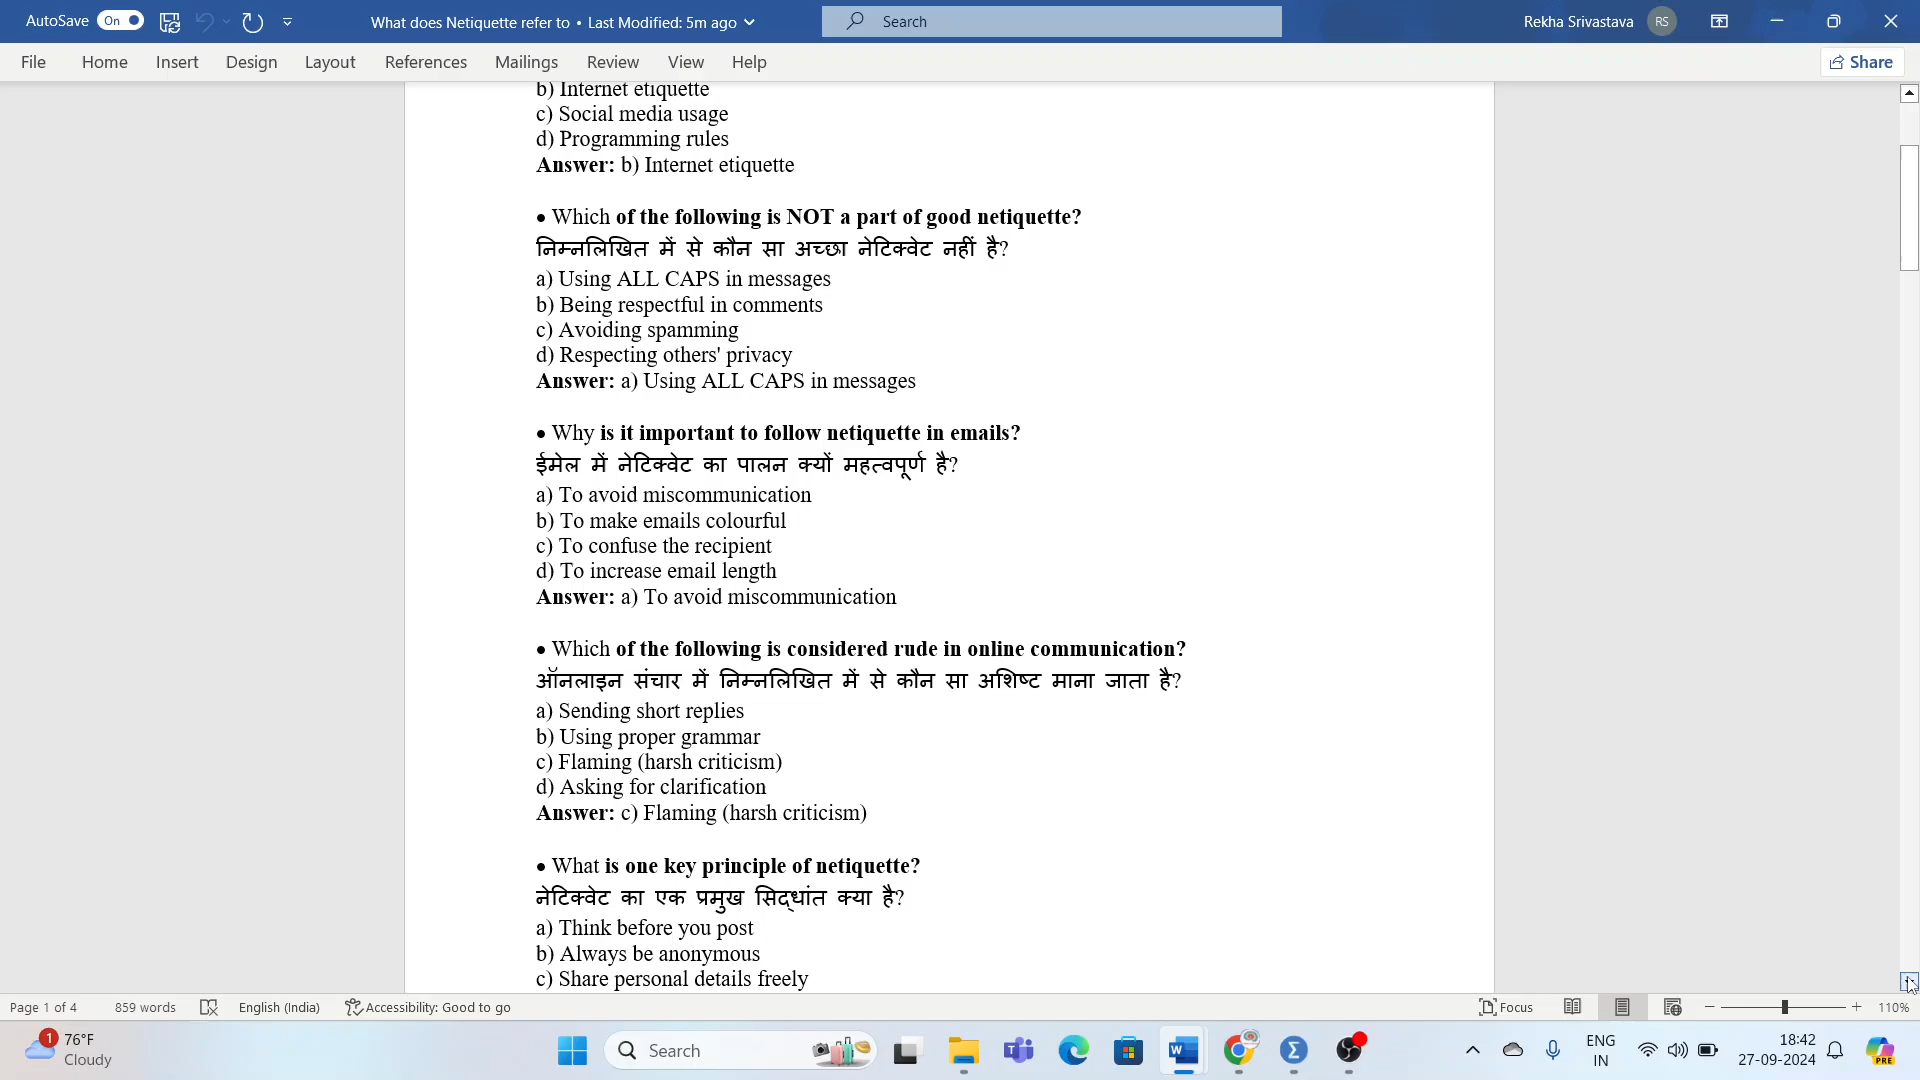 AutoSave On What does Netiquette refer to • Last Modified: 5m ago Search Rekha Srivastava RS
File Home Insert Design Layout References Mailings Review View Help Share
b) Internet etiquette
c) Social media usage
d) Programming rules
Answer: b) Internet etiquette
• Which of the following is NOT a part of good netiquette?
निम्नलिखित में से कौन सा अच्छा नेटिक्वेट नहीं है?
a) Using ALL CAPS in messages
b) Being respectful in comments
c) Avoiding spamming
d) Respecting others' privacy
Answer: a) Using ALL CAPS in messages
• Why is it important to follow netiquette in emails?
ईमेल में नेटिक्वेट का पालन क्यों महत्वपूर्ण है?
a) To avoid miscommunication
b) To make emails colourful
c) To confuse the recipient
d) To increase email length
Answer: a) To avoid miscommunication
• Which of the following is considered rude in online communication?
ऑनलाइन संचार में निम्नलिखित में से कौन सा अशिष्ट माना जाता है?
a) Sending short replies
b) Using proper grammar
c) Flaming (harsh criticism)
d) Asking for clarification
Answer: c) Flaming (harsh criticism)
• What is one key principle of netiquette?
नेटिक्वेट का एक प्रमुख सिद्धांत क्या है?
a) Think before you post
b) Always be anonymous
c) Share personal details freely
Page 1 of 4 859 words English (India) Accessibility: Good to go Focus 110%
1 76°F Search ENG 18:42
Cloudy IN 27-09-2024 PRE